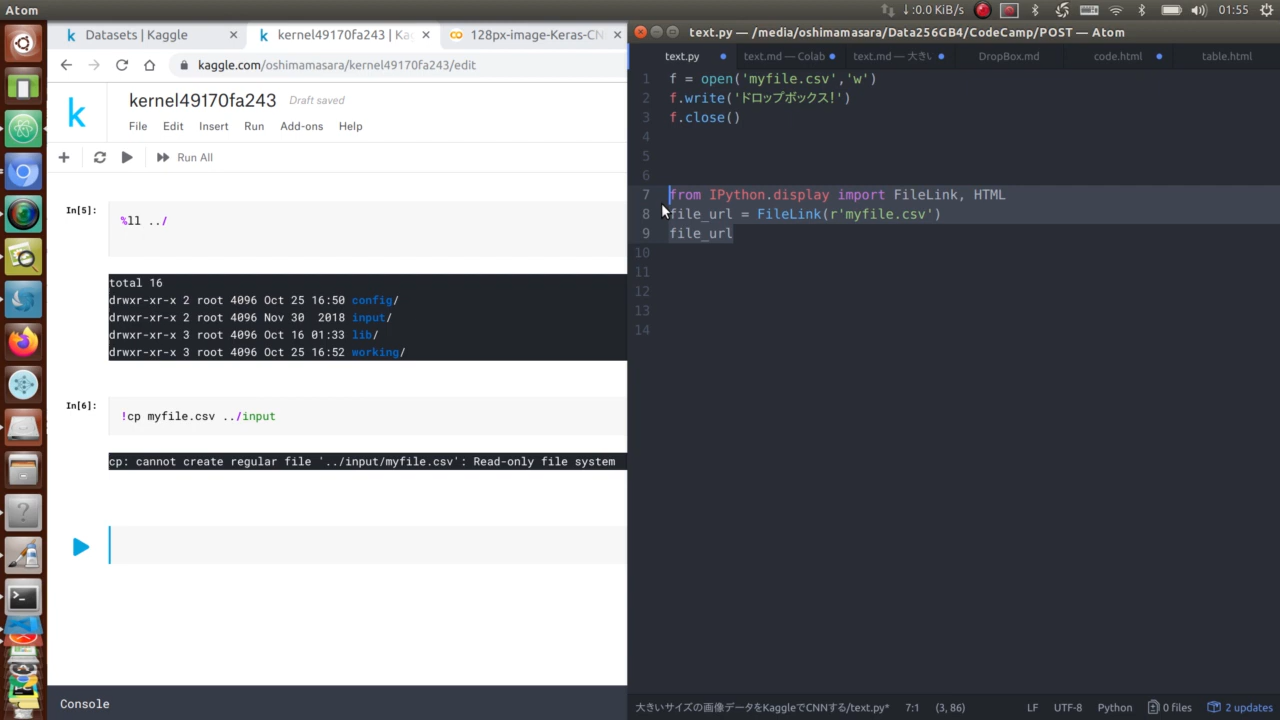 Atom
↓:0.0 KiB/s
01:55
Datasets | Kaggle
kernel49170fa243 | Kag
128px-image-Keras-CN
kaggle.com/oshimamasara/kernel49170fa243/edit
kernel49170fa243
Draft saved
File Edit Insert Run Add-ons Help
Run All
In[5]:
%ll ../
total 16
drwxr-xr-x 2 root 4096 Oct 25 16:50 config/
drwxr-xr-x 2 root 4096 Nov 30  2018 input/
drwxr-xr-x 3 root 4096 Oct 16 01:33 lib/
drwxr-xr-x 3 root 4096 Oct 25 16:52 working/
In[6]:
!cp myfile.csv ../input
cp: cannot create regular file '../input/myfile.csv': Read-only file system
Console
text.py — /media/oshimamasara/Data256GB4/CodeCamp/POST — Atom
text.py
text.md — Colab
text.md — 大きい
DropBox.md
code.html
table.html
1 f = open('myfile.csv','w')
2 f.write('ドロップボックス!')
3 f.close()
4
5
6
7 from IPython.display import FileLink, HTML
8 file_url = FileLink(r'myfile.csv')
9 file_url
10
11
12
13
14
大きいサイズの画像データをKaggleでCNNする/text.py* 7:1 (3, 86)
LF UTF-8 Python 0 files 2 updates